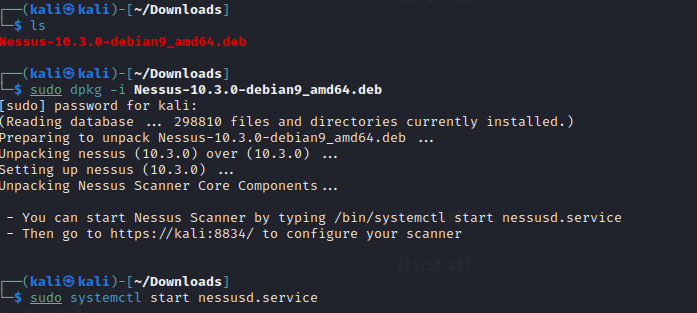 ┌──(kali㉿kali)-[~/Downloads]
└─$ ls
Nessus-10.3.0-debian9_amd64.deb
┌──(kali㉿kali)-[~/Downloads]
└─$ sudo dpkg -i Nessus-10.3.0-debian9_amd64.deb
[sudo] password for kali:
(Reading database ... 298810 files and directories currently installed.)
Preparing to unpack Nessus-10.3.0-debian9_amd64.deb ...
Unpacking nessus (10.3.0) over (10.3.0) ...
Setting up nessus (10.3.0) ...
Unpacking Nessus Scanner Core Components...
- You can start Nessus Scanner by typing /bin/systemctl start nessusd.service
- Then go to https://kali:8834/ to configure your scanner
[21:52:23]
┌──(kali㉿kali)-[~/Downloads]
└─$ sudo systemctl start nessusd.service